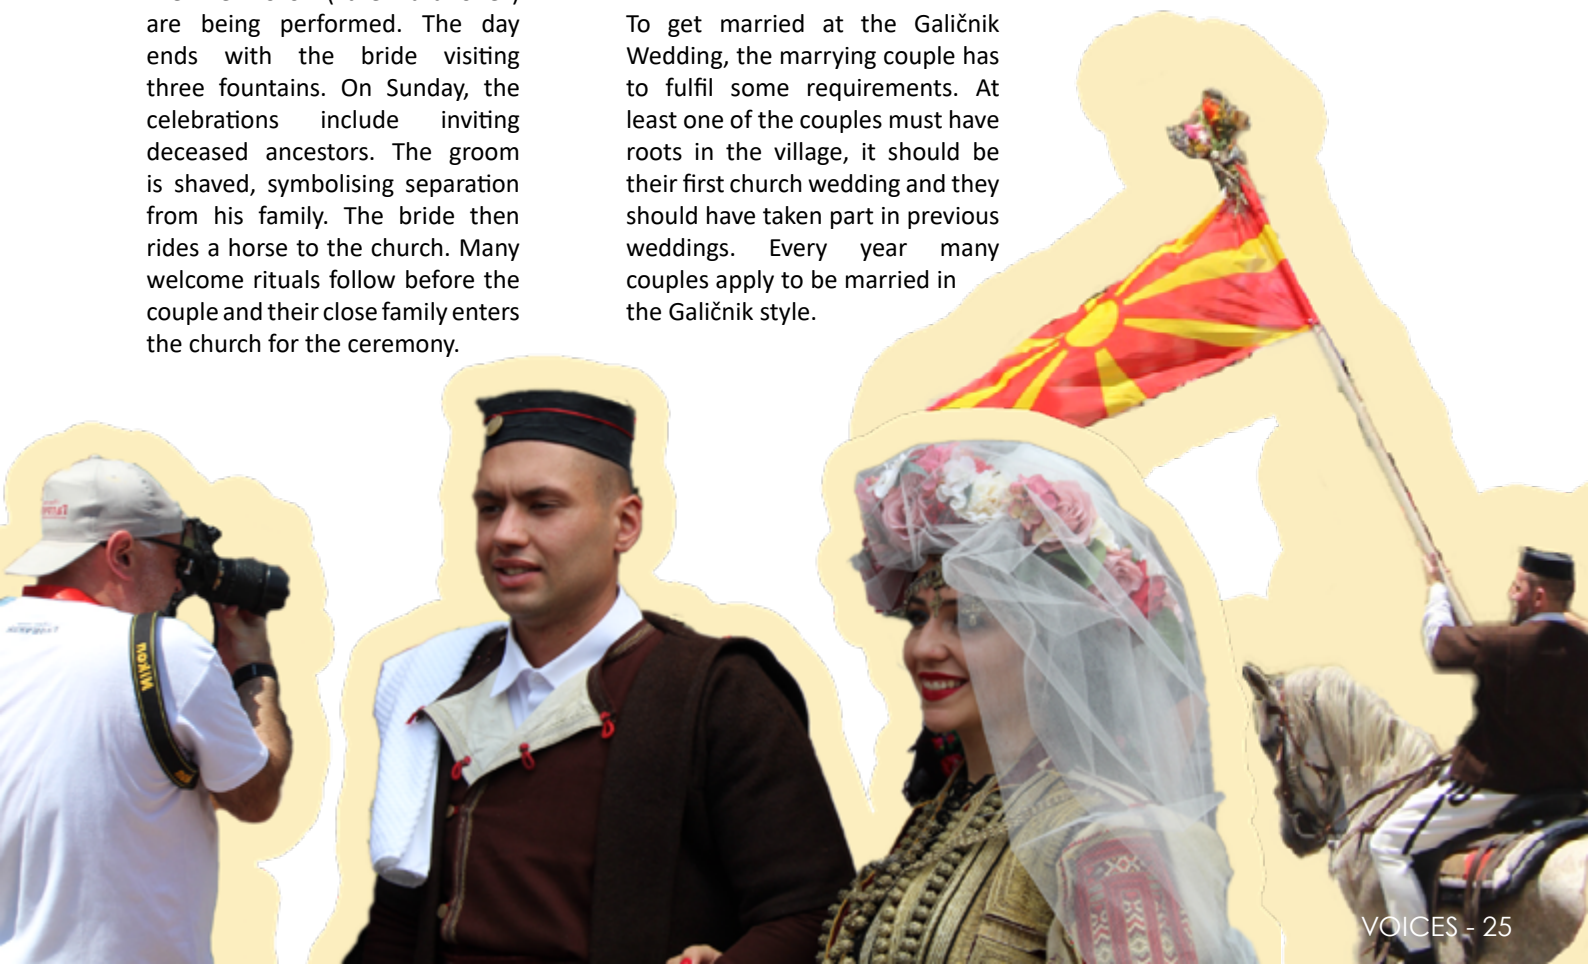 are being performed. The day
ends with the bride visiting
three fountains. On Sunday, the
celebrations include inviting
deceased ancestors. The groom
is shaved, symbolising separation
from his family. The bride then
rides a horse to the church. Many
welcome rituals follow before the
couple and their close family enters
the church for the ceremony.
To get married at the Galičnik
Wedding, the marrying couple has
to fulfil some requirements. At
least one of the couples must have
roots in the village, it should be
their first church wedding and they
should have taken part in previous
weddings. Every year many
couples apply to be married in
the Galičnik style.
NIKON
VOICES - 25